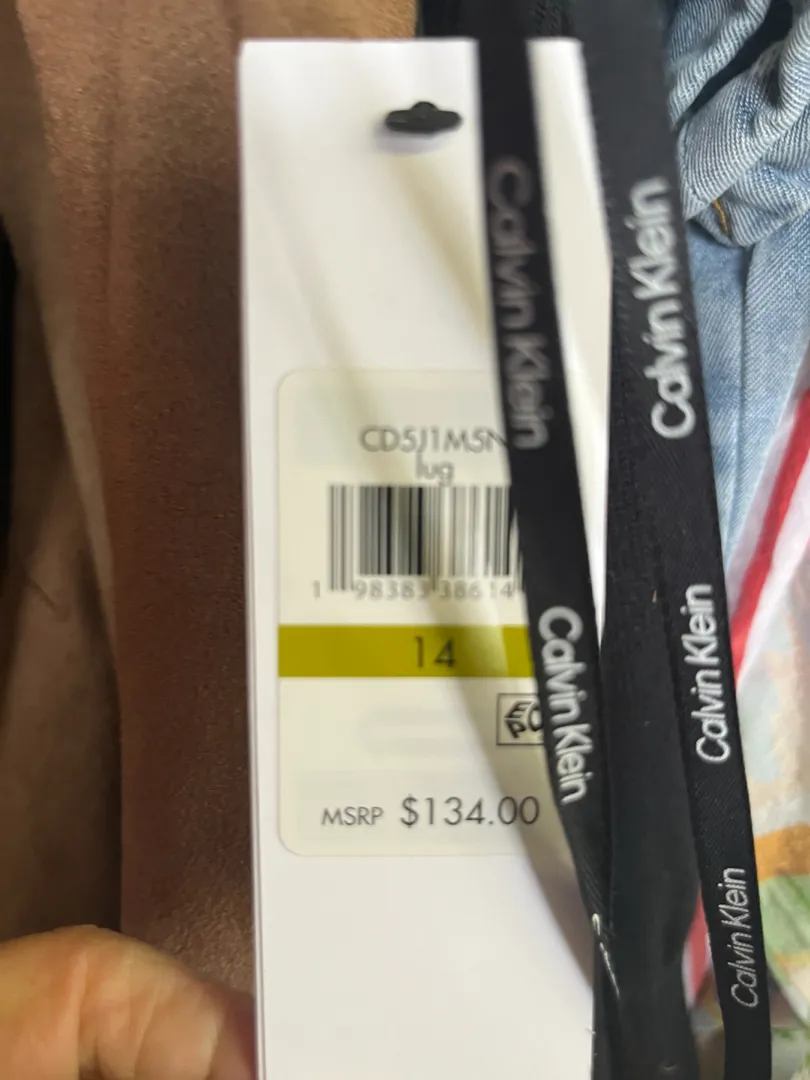 CD5J1M5N
lug
1 98383 38614
14
EPC
MSRP $134.00
Calvin Klein
Calvin Klein
Calvin Klein
Calvin Klein
Calvin Klein